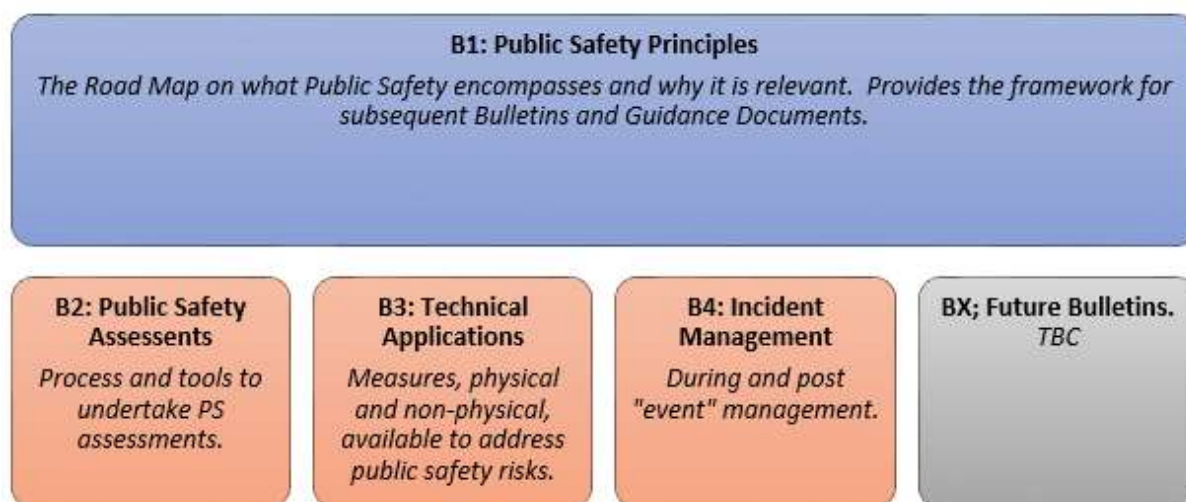 B1: Public Safety Principles
The Road Map on what Public Safety encompasses and why it is relevant.  Provides the framework for
subsequent Bulletins and Guidance Documents.
B2: Public Safety
Assessents
Process and tools to
undertake PS
assessments.
B3: Technical
Applications
Measures, physical
and non-physical,
available to address
public safety risks.
B4: Incident
Management
During and post
"event" management.
BX; Future Bulletins.
TBC